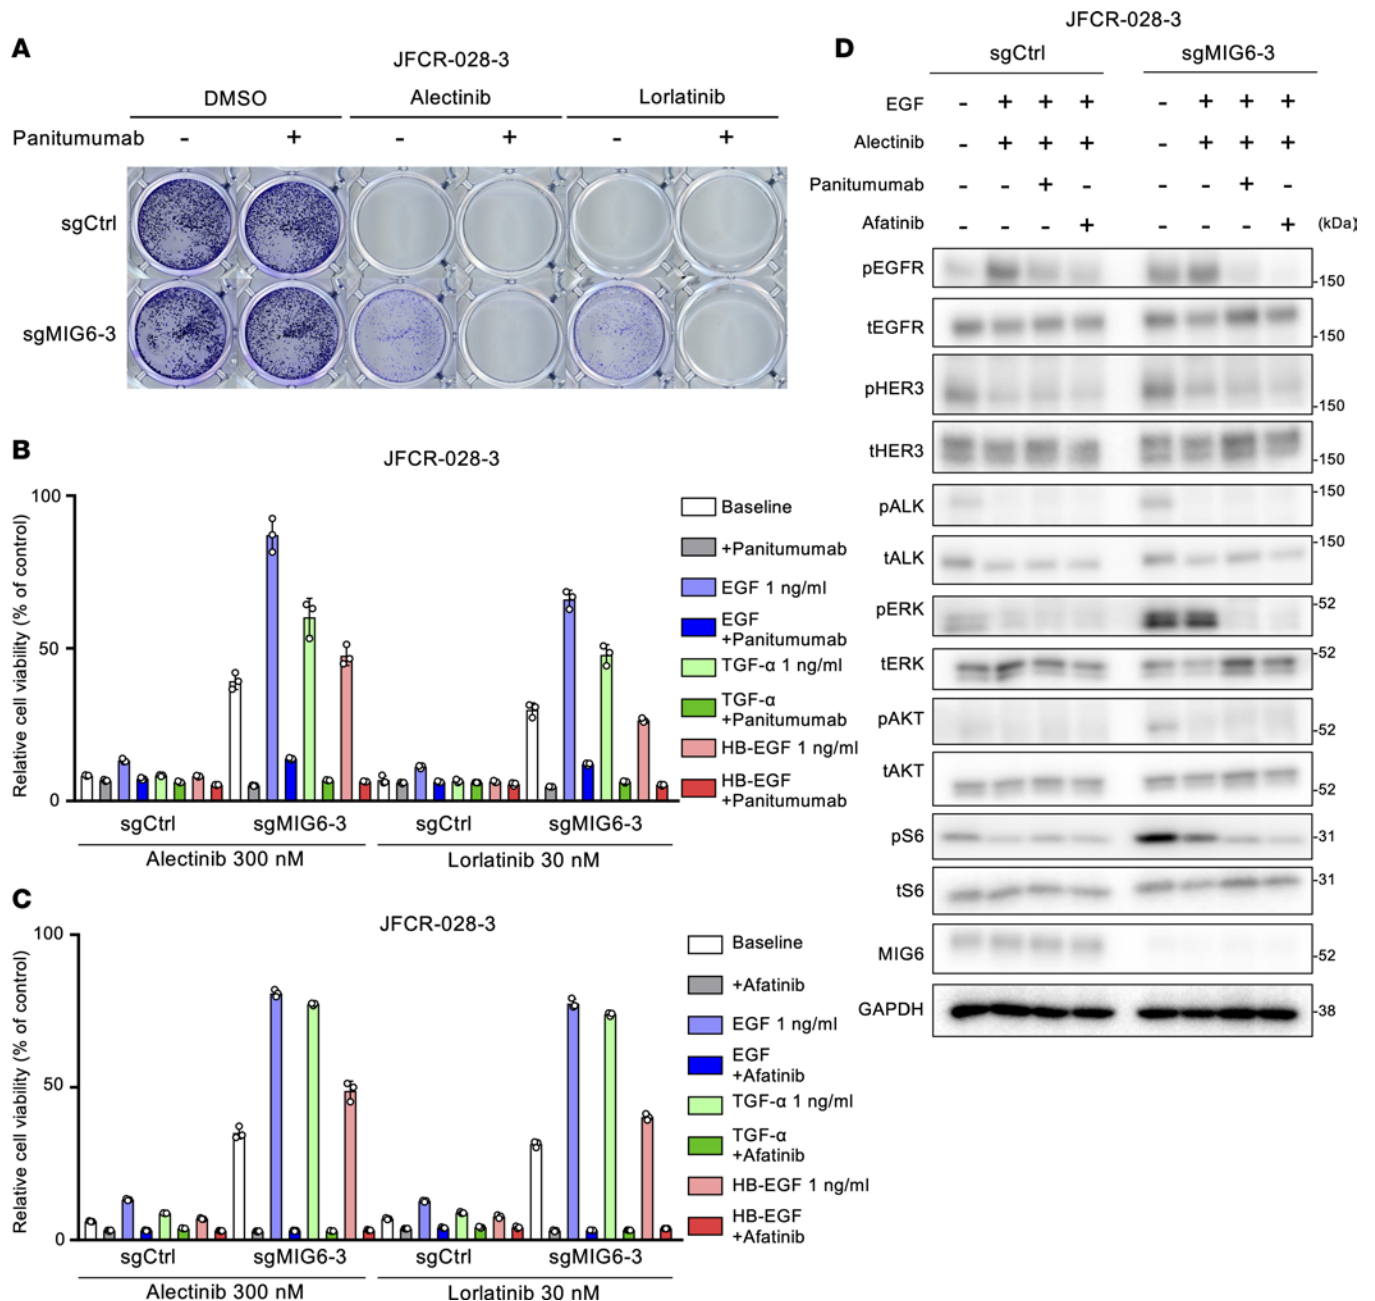 A
JFCR-028-3
DMSO Alectinib Lorlatinib
Panitumumab - + - + - +
sgCtrl
sgMIG6-3
B
JFCR-028-3
Relative cell viability (% of control)
100
50
0
sgCtrl sgMIG6-3 sgCtrl sgMIG6-3
Alectinib 300 nM Lorlatinib 30 nM
Baseline
+Panitumumab
EGF 1 ng/ml
EGF
+Panitumumab
TGF-α 1 ng/ml
TGF-α
+Panitumumab
HB-EGF 1 ng/ml
HB-EGF
+Panitumumab
C
JFCR-028-3
Relative cell viability (% of control)
100
50
0
sgCtrl sgMIG6-3 sgCtrl sgMIG6-3
Alectinib 300 nM Lorlatinib 30 nM
Baseline
+Afatinib
EGF 1 ng/ml
EGF
+Afatinib
TGF-α 1 ng/ml
TGF-α
+Afatinib
HB-EGF 1 ng/ml
HB-EGF
+Afatinib
D
JFCR-028-3
sgCtrl sgMIG6-3
EGF - + + + - + + +
Alectinib - + + + - + + +
Panitumumab - - + - - - + -
Afatinib - - - + - - - + (kDa)
pEGFR -150
tEGFR -150
pHER3 -150
tHER3 -150
pALK -150
tALK -150
pERK -52
tERK -52
pAKT -52
tAKT -52
pS6 -31
tS6 -31
MIG6 -52
GAPDH -38